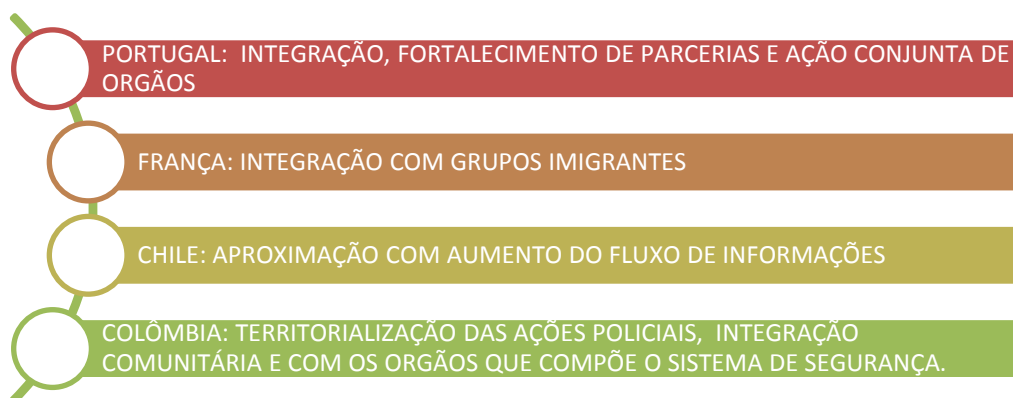 PORTUGAL:  INTEGRAÇÃO, FORTALECIMENTO DE PARCERIAS E AÇÃO CONJUNTA DE
ORGÃOS
FRANÇA: INTEGRAÇÃO COM GRUPOS IMIGRANTES
CHILE: APROXIMAÇÃO COM AUMENTO DO FLUXO DE INFORMAÇÕES
COLÔMBIA: TERRITORIALIZAÇÃO DAS AÇÕES POLICIAIS,  INTEGRAÇÃO
COMUNITÁRIA E COM OS ORGÃOS QUE COMPÕE O SISTEMA DE SEGURANÇA.